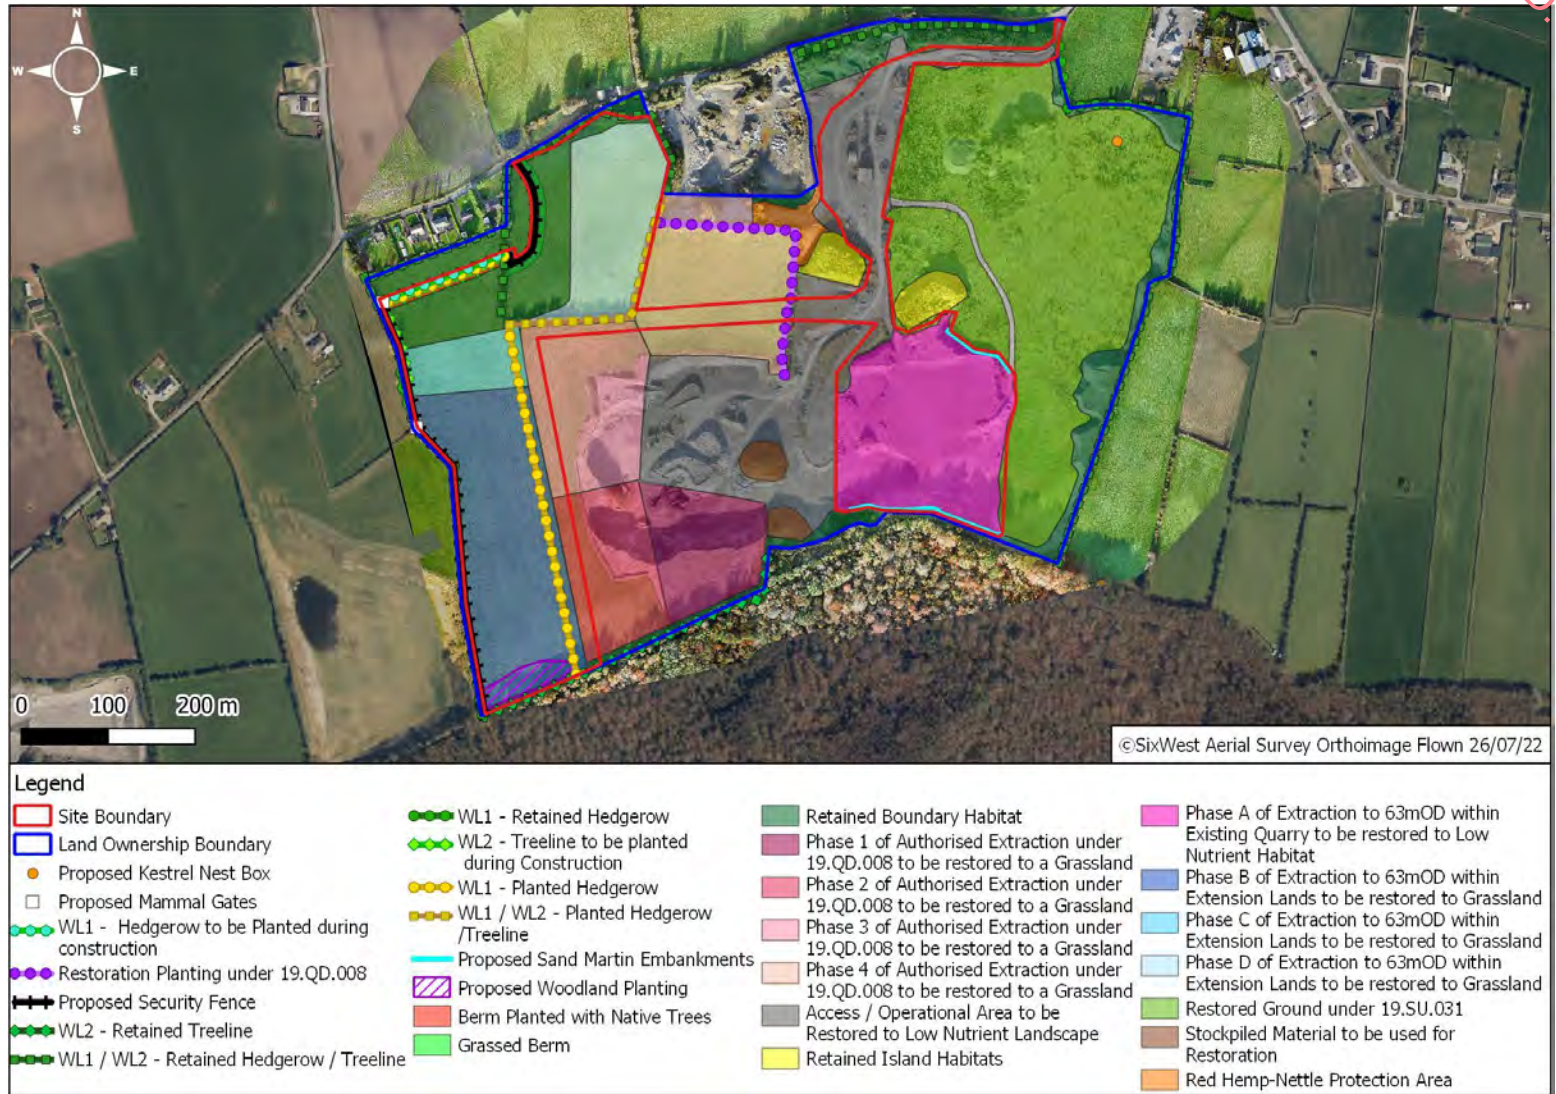 N
W E
S
0 100 200 m
©SixWest Aerial Survey Orthoimage Flown 26/07/22
Legend
Site Boundary
Land Ownership Boundary
Proposed Kestrel Nest Box
Proposed Mammal Gates
WL1 - Hedgerow to be Planted during
construction
Restoration Planting under 19.QD.008
Proposed Security Fence
WL2 - Retained Treeline
WL1 / WL2 - Retained Hedgerow / Treeline
WL1 - Retained Hedgerow
WL2 - Treeline to be planted
during Construction
WL1 - Planted Hedgerow
WL1 / WL2 - Planted Hedgerow
/Treeline
Proposed Sand Martin Embankments
Proposed Woodland Planting
Berm Planted with Native Trees
Grassed Berm
Retained Boundary Habitat
Phase 1 of Authorised Extraction under
19.QD.008 to be restored to a Grassland
Phase 2 of Authorised Extraction under
19.QD.008 to be restored to a Grassland
Phase 3 of Authorised Extraction under
19.QD.008 to be restored to a Grassland
Phase 4 of Authorised Extraction under
19.QD.008 to be restored to a Grassland
Access / Operational Area to be
Restored to Low Nutrient Landscape
Retained Island Habitats
Phase A of Extraction to 63mOD within
Existing Quarry to be restored to Low
Nutrient Habitat
Phase B of Extraction to 63mOD within
Extension Lands to be restored to Grassland
Phase C of Extraction to 63mOD within
Extension Lands to be restored to Grassland
Phase D of Extraction to 63mOD within
Extension Lands to be restored to Grassland
Restored Ground under 19.SU.031
Stockpiled Material to be used for
Restoration
Red Hemp-Nettle Protection Area